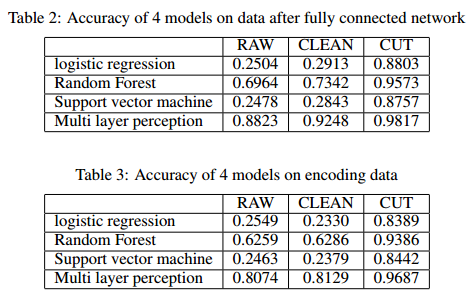 Table 2: Accuracy of 4 models on data after fully connected network
RAW CLEAN CUT
logistic regression 0.2504 0.2913 0.8803
Random Forest 0.6964 0.7342 0.9573
Support vector machine 0.2478 0.2843 0.8757
Multi layer perception 0.8823 0.9248 0.9817
Table 3: Accuracy of 4 models on encoding data
RAW CLEAN CUT
logistic regression 0.2549 0.2330 0.8389
Random Forest 0.6259 0.6286 0.9386
Support vector machine 0.2463 0.2379 0.8442
Multi layer perception 0.8074 0.8129 0.9687